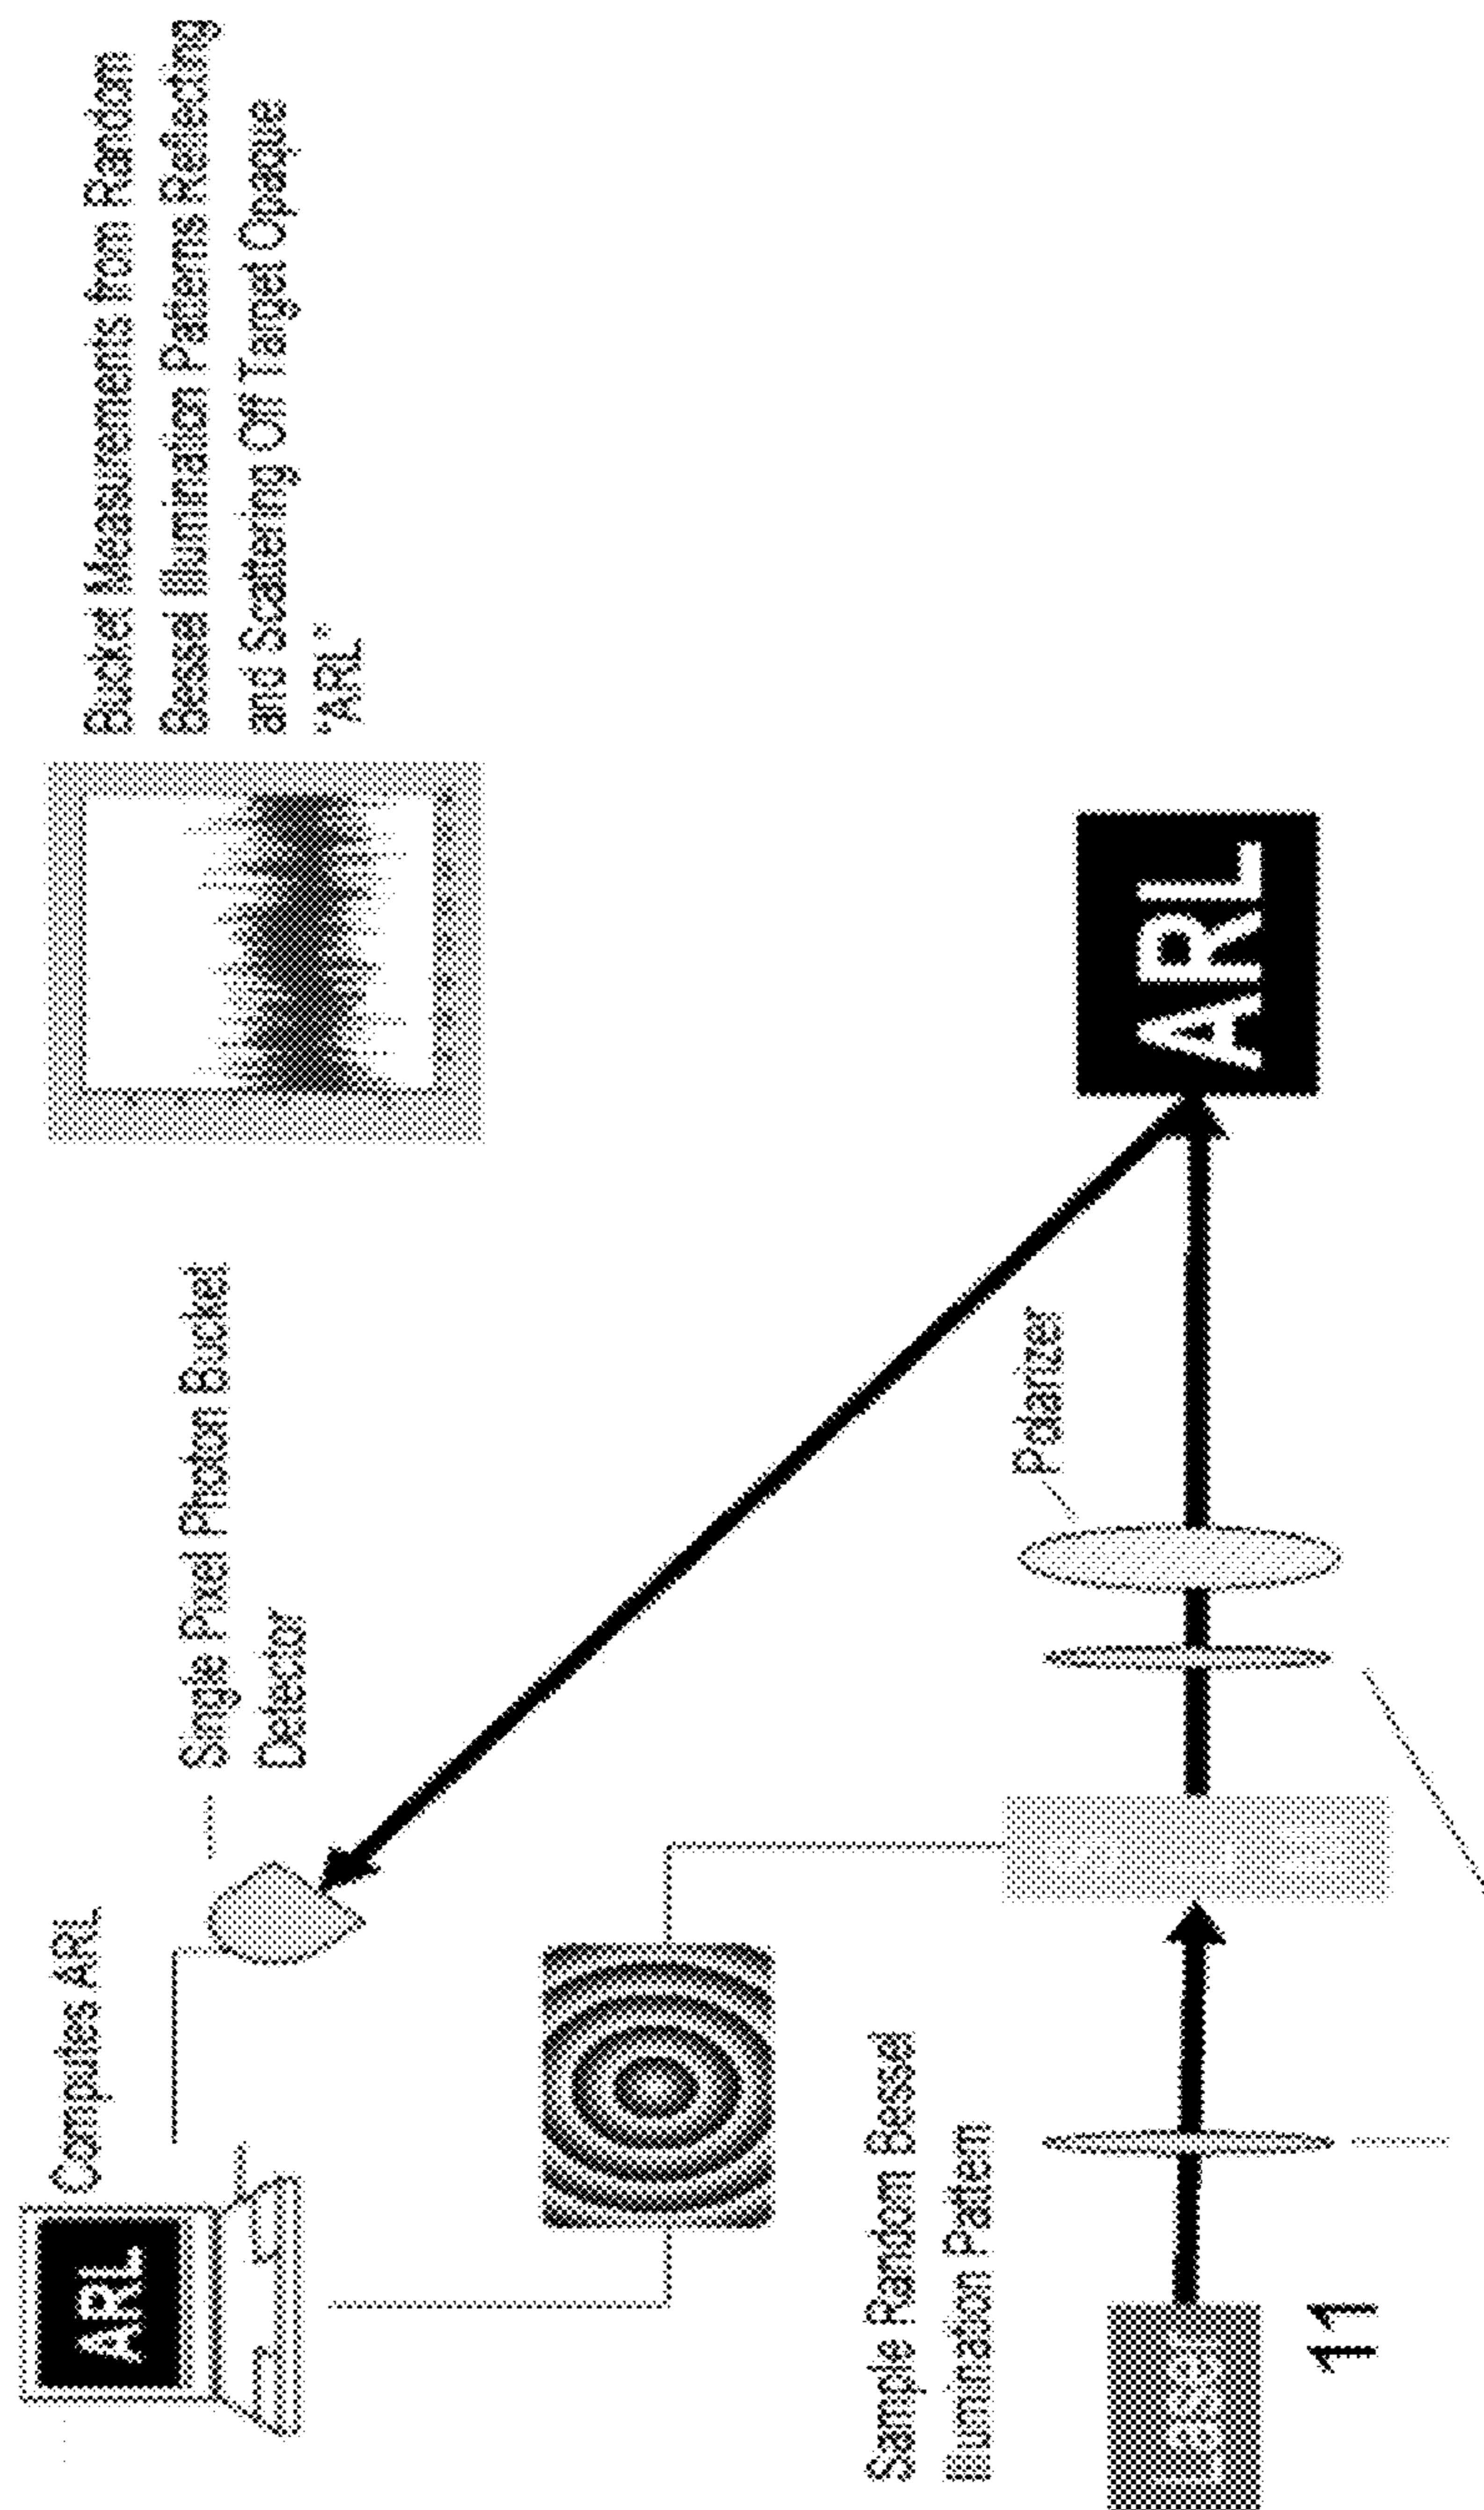 Bucket Measurements from Random
Bessel Illumination Patterns Reflecting
and Scattering Off Target Opaque
"ARL"
Single Pixel Photon Bucket
Detector
Computes ARL
ARL
Sample Random Bessel
Illumination Pattern
Polarizer
ARL
Laser
11